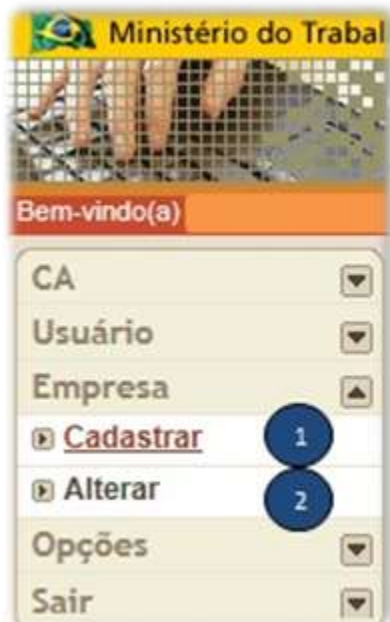 Ministério do Trabal
Bem-vindo(a)
CA
Usuário
Empresa
Cadastrar 1
Alterar 2
Opções
Sair